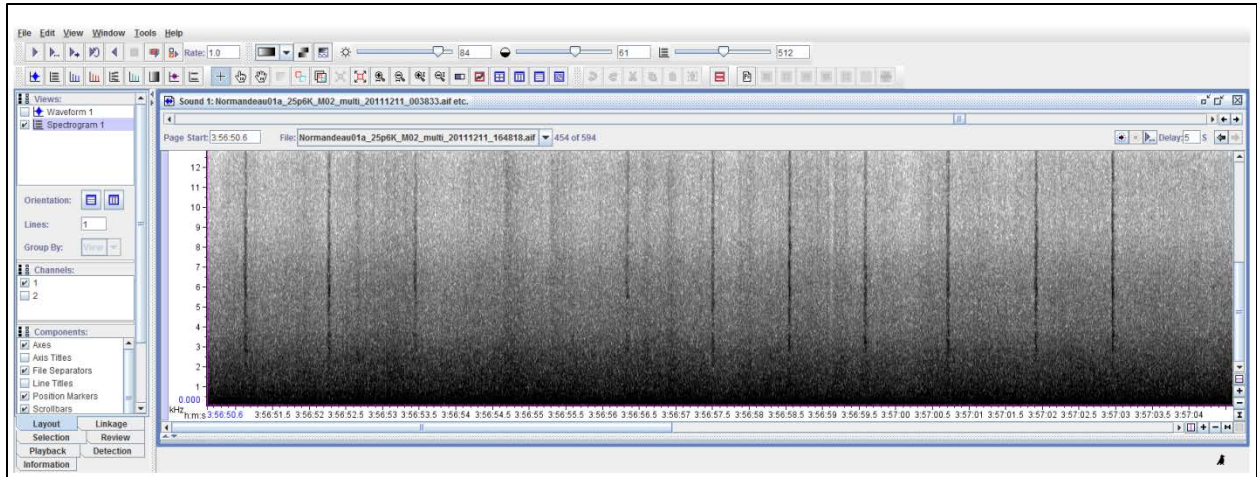 File Edit View Window Tools Help
Rate: 1.0 84 61 512
Views:
Waveform 1
Spectrogram 1
Orientation:
Lines: 1
Group By: View
Channels:
1
2
Components:
Axes
Axis Titles
File Separators
Line Titles
Position Markers
Scrollbars
Layout Linkage
Selection Review
Playback Detection
Information
Sound 1: Normandeau01a_25p6K_M02_multi_20111211_003833.aif etc.
Page Start: 3:56:50.6 File: Normandeau01a_25p6K_M02_multi_20111211_164818.aif 454 of 594 Delay: 5 S
12
11
10
9
8
7
6
5
4
3
2
1
0.000
kHz
h:m:s 3:56:50.6 3:56:51.5 3:56:52 3:56:52.5 3:56:53 3:56:53.5 3:56:54 3:56:54.5 3:56:55 3:56:55.5 3:56:56 3:56:56.5 3:56:57 3:56:57.5 3:56:58 3:56:58.5 3:56:59 3:56:59.5 3:57:00 3:57:00.5 3:57:01 3:57:01.5 3:57:02 3:57:02.5 3:57:03 3:57:03.5 3:57:04